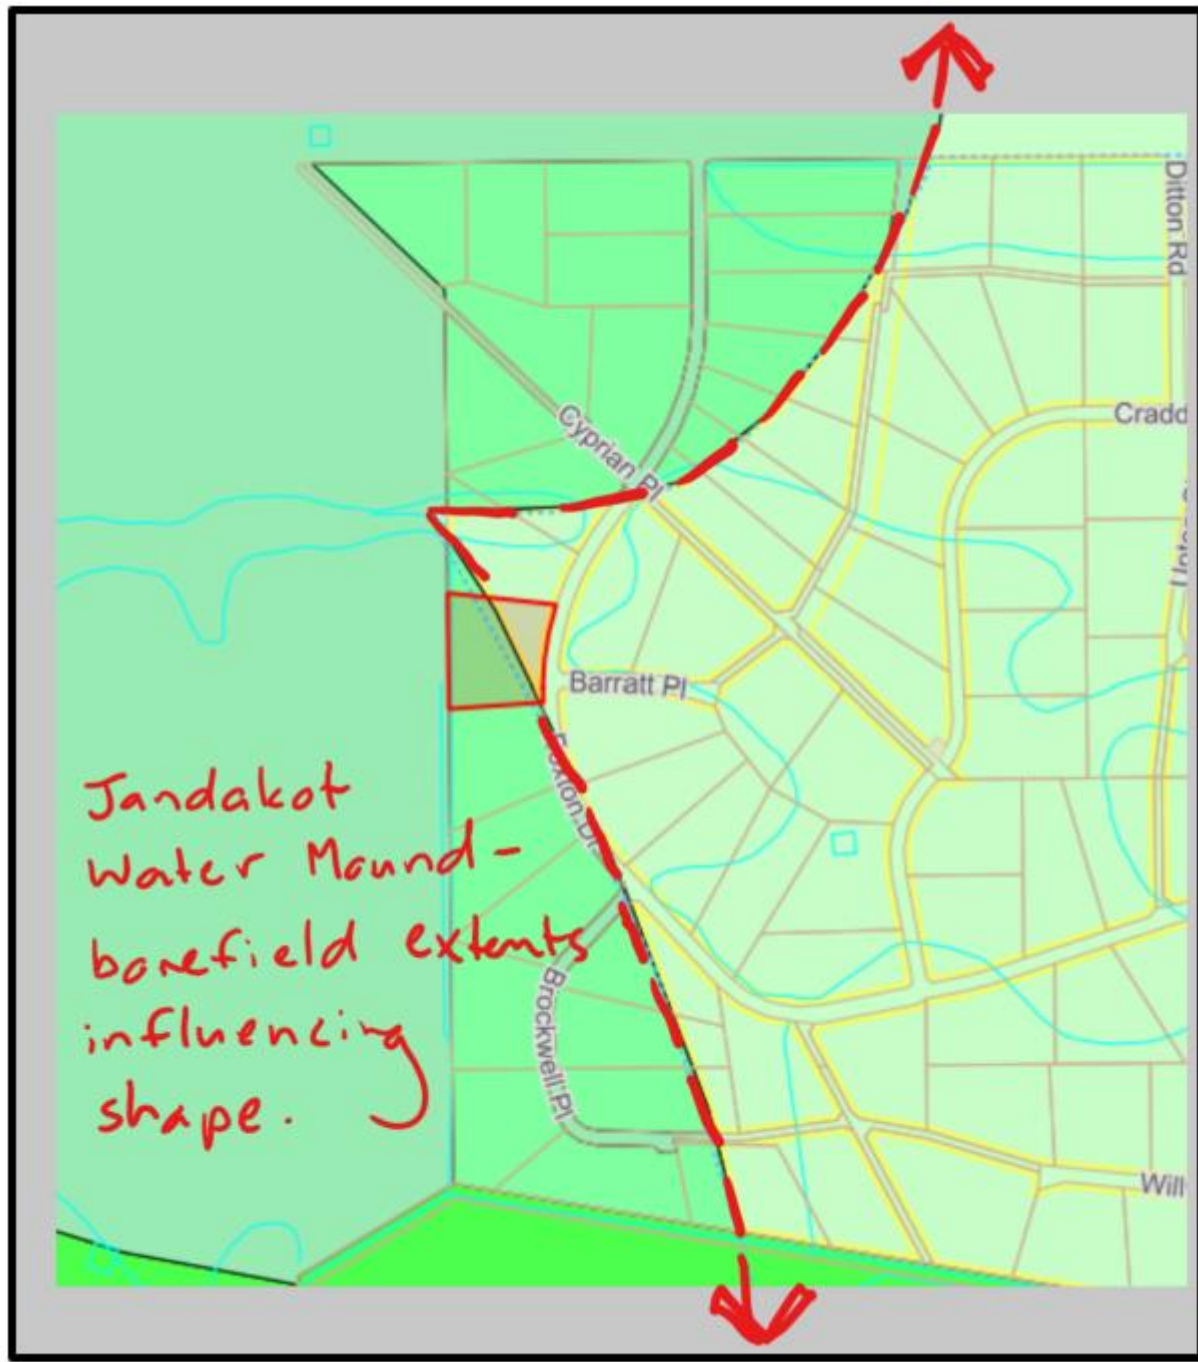 Ditton Rd
Cradd
Cyprian Pl
Barratt Pl
Jandakot
Water Mound -
borefield extents
influencing
shape.
Brockwell Pl
Will